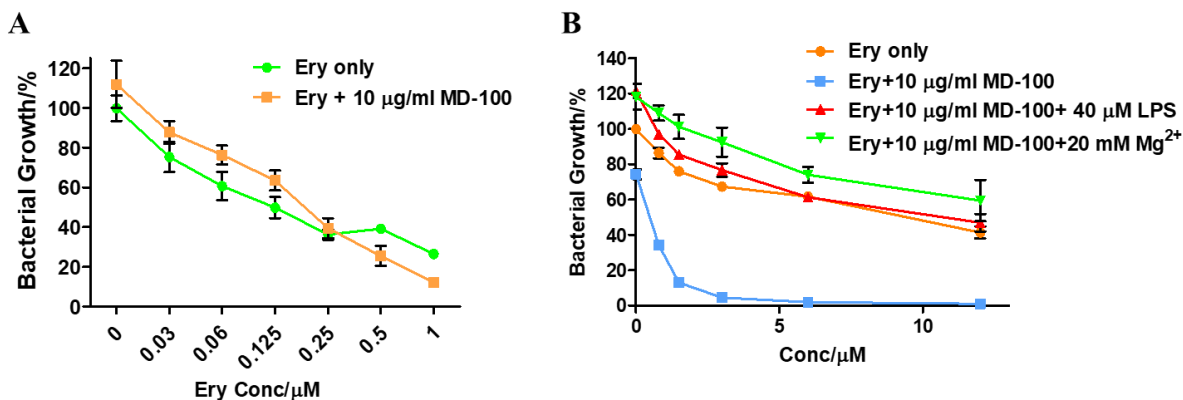 A
Bacterial Growth/%
120
100
80
60
40
20
0
Ery only
Ery + 10 μg/ml MD-100
0
0.03
0.06
0.125
0.25
0.5
1
Ery Conc/μM
B
Bacterial Growth/%
140
120
100
80
60
40
20
0
Ery only
Ery+10 μg/ml MD-100
Ery+10 μg/ml MD-100+ 40 μM LPS
Ery+10 μg/ml MD-100+20 mM Mg²⁺
0
5
10
Conc/μM